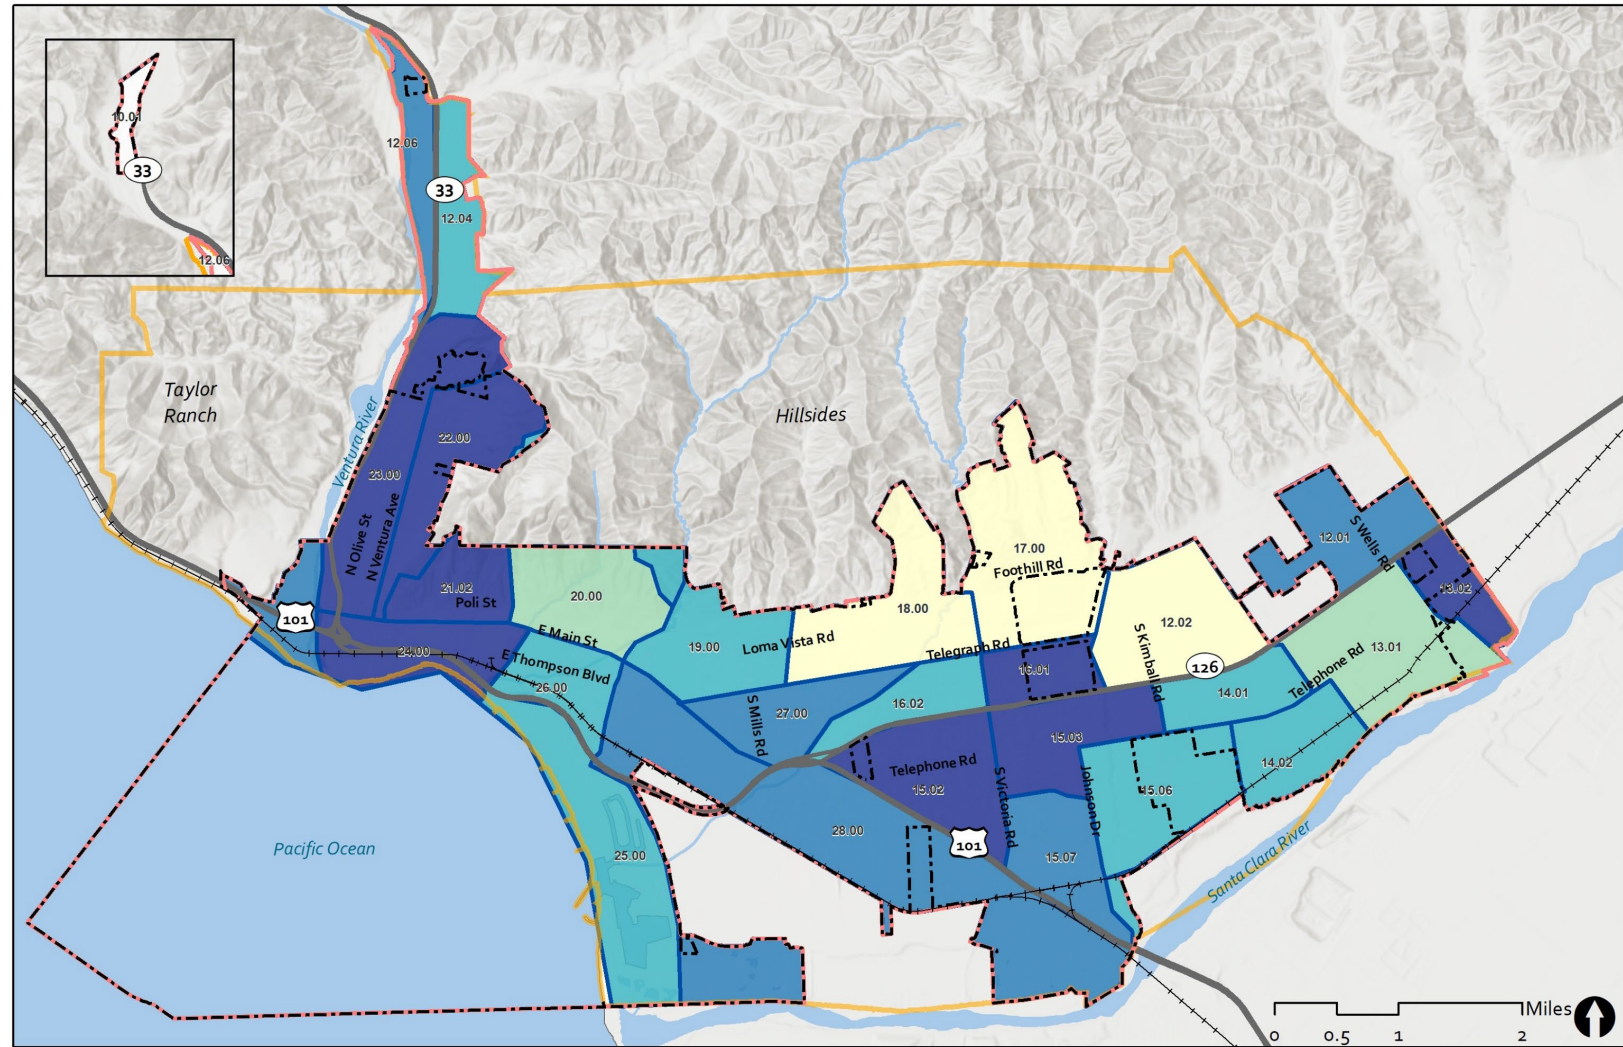 10.01
33
12.06
12.06
33
12.04
Taylor
Ranch
Hillsides
Ventura River
22.00
23.00
N Olive St
N Ventura Ave
21.02
Poli St
20.00
101
24.00
E Main St
E Thompson Blvd
26.00
19.00
Loma Vista Rd
18.00
17.00
Foothill Rd
Telegraph Rd
16.01
12.02
S Kimball Rd
126
12.01
S Wells Rd
13.02
13.01
Telephone Rd
14.01
16.02
27.00
S Mills Rd
15.03
14.02
Telephone Rd
15.02
S Victoria Rd
Johnson Dr
15.06
28.00
101
15.07
25.00
Pacific Ocean
Santa Clara River
Miles
0 0.5 1 2